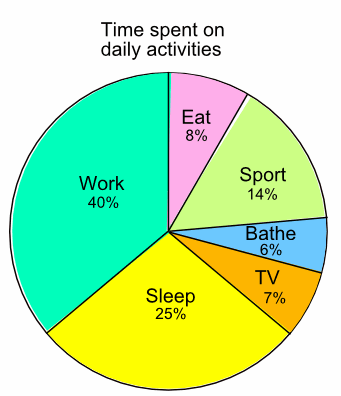 Time spent on
daily activities
Eat
8%
Sport
14%
Bathe
6%
TV
7%
Sleep
25%
Work
40%